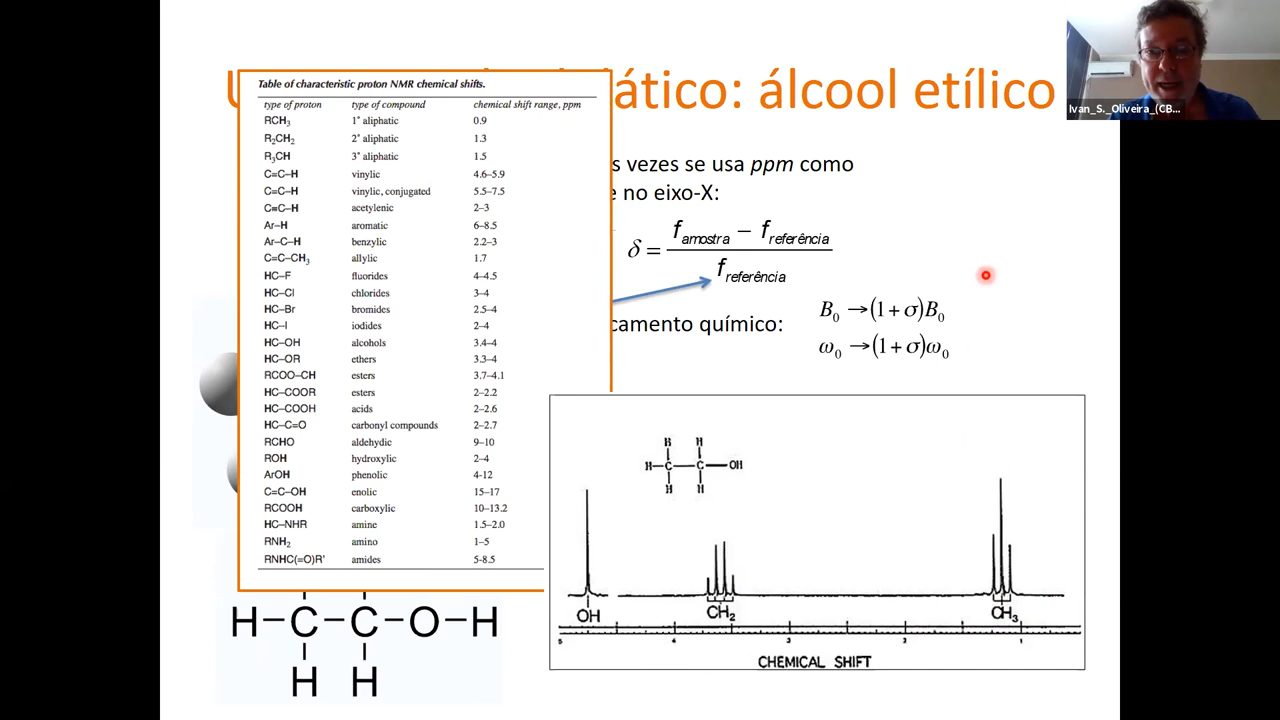 ático: álcool etílico
Ivan_S._Oliveira_(CB...
Table of characteristic proton NMR chemical shifts.
type of proton type of compound chemical shift range, ppm
RCH3 1° aliphatic 0.9
R2CH2 2° aliphatic 1.3
R3CH 3° aliphatic 1.5
C=C–H vinylic 4.6–5.9
C=C–H vinylic, conjugated 5.5–7.5
C≡C–H acetylenic 2–3
Ar–H aromatic 6–8.5
Ar–C–H benzylic 2.2–3
C=C–CH3 allylic 1.7
HC–F fluorides 4–4.5
HC–Cl chlorides 3–4
HC–Br bromides 2.5–4
HC–I iodides 2–4
HC–OH alcohols 3.4–4
HC–OR ethers 3.3–4
RCOO–CH esters 3.7–4.1
HC–COOR esters 2–2.2
HC–COOH acids 2–2.6
HC–C=O carbonyl compounds 2–2.7
RCHO aldehydic 9–10
ROH hydroxylic 2–4
ArOH phenolic 4-12
C=C–OH enolic 15–17
RCOOH carboxylic 10–13.2
HC–NHR amine 1.5–2.0
RNH2 amino 1–5
RNHC(=O)R' amides 5-8.5
s vezes se usa ppm como
e no eixo-X:
δ = (f amostra − f referência) / f referência
camento químico:
B0 → (1 + σ)B0
ω0 → (1 + σ)ω0
H H
H–C–C–OH
H H
OH CH2 CH3
5 4 3 2 1
CHEMICAL SHIFT
H–C–C–O–H
H H